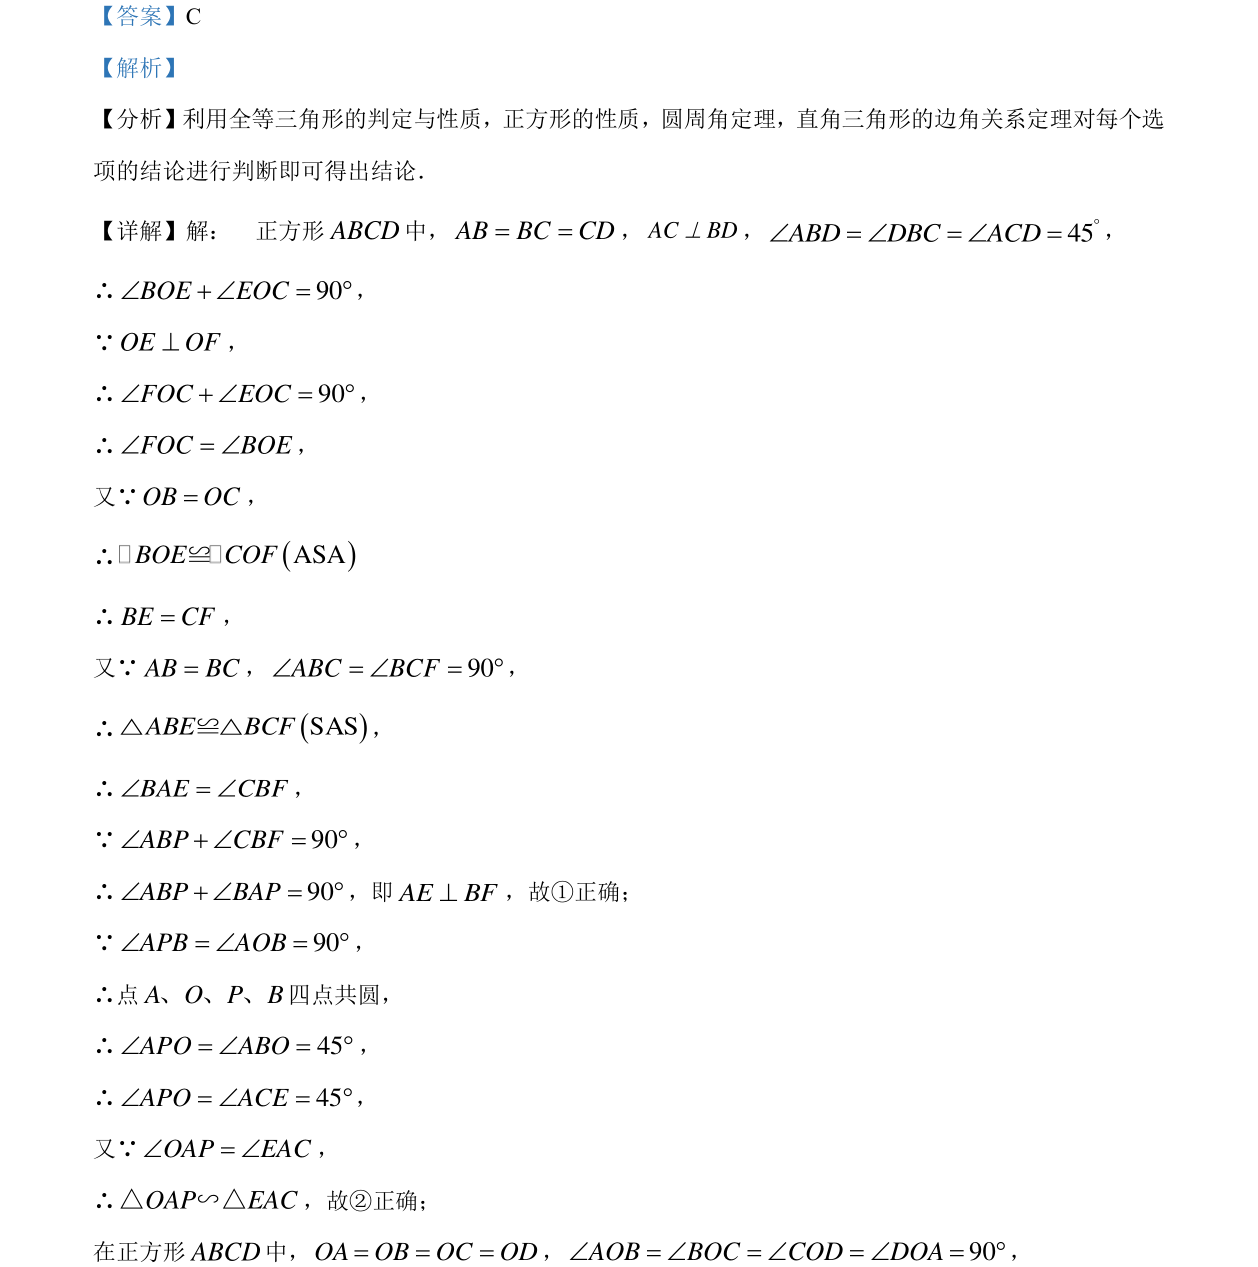 【答案】C
【解析】
【分析】利用全等三角形的判定与性质，正方形的性质，圆周角定理，直角三角形的边角关系定理对每个选
项的结论进行判断即可得出结论．
【详解】解： 正方形 ABCD 中， AB = BC = CD ， AC ⊥ BD ， ∠ABD = ∠DBC = ∠ACD = 45°，
∴ ∠BOE + ∠EOC = 90°，
∵ OE ⊥ OF ，
∴ ∠FOC + ∠EOC = 90°，
∴ ∠FOC = ∠BOE，
又∵ OB = OC ，
∴ □BOE≌□COF(ASA)
∴ BE = CF ，
又∵ AB = BC ， ∠ABC = ∠BCF = 90°，
∴ △ABE≌△BCF(SAS)，
∴ ∠BAE = ∠CBF ，
∵ ∠ABP + ∠CBF = 90°，
∴ ∠ABP + ∠BAP = 90°，即 AE ⊥ BF ，故①正确；
∵ ∠APB = ∠AOB = 90°，
∴点 A、O、P、B 四点共圆，
∴ ∠APO = ∠ABO = 45° ，
∴ ∠APO = ∠ACE = 45°，
又∵ ∠OAP = ∠EAC ，
∴ △OAP∽△EAC ，故②正确；
在正方形 ABCD 中， OA = OB = OC = OD ， ∠AOB = ∠BOC = ∠COD = ∠DOA = 90°，